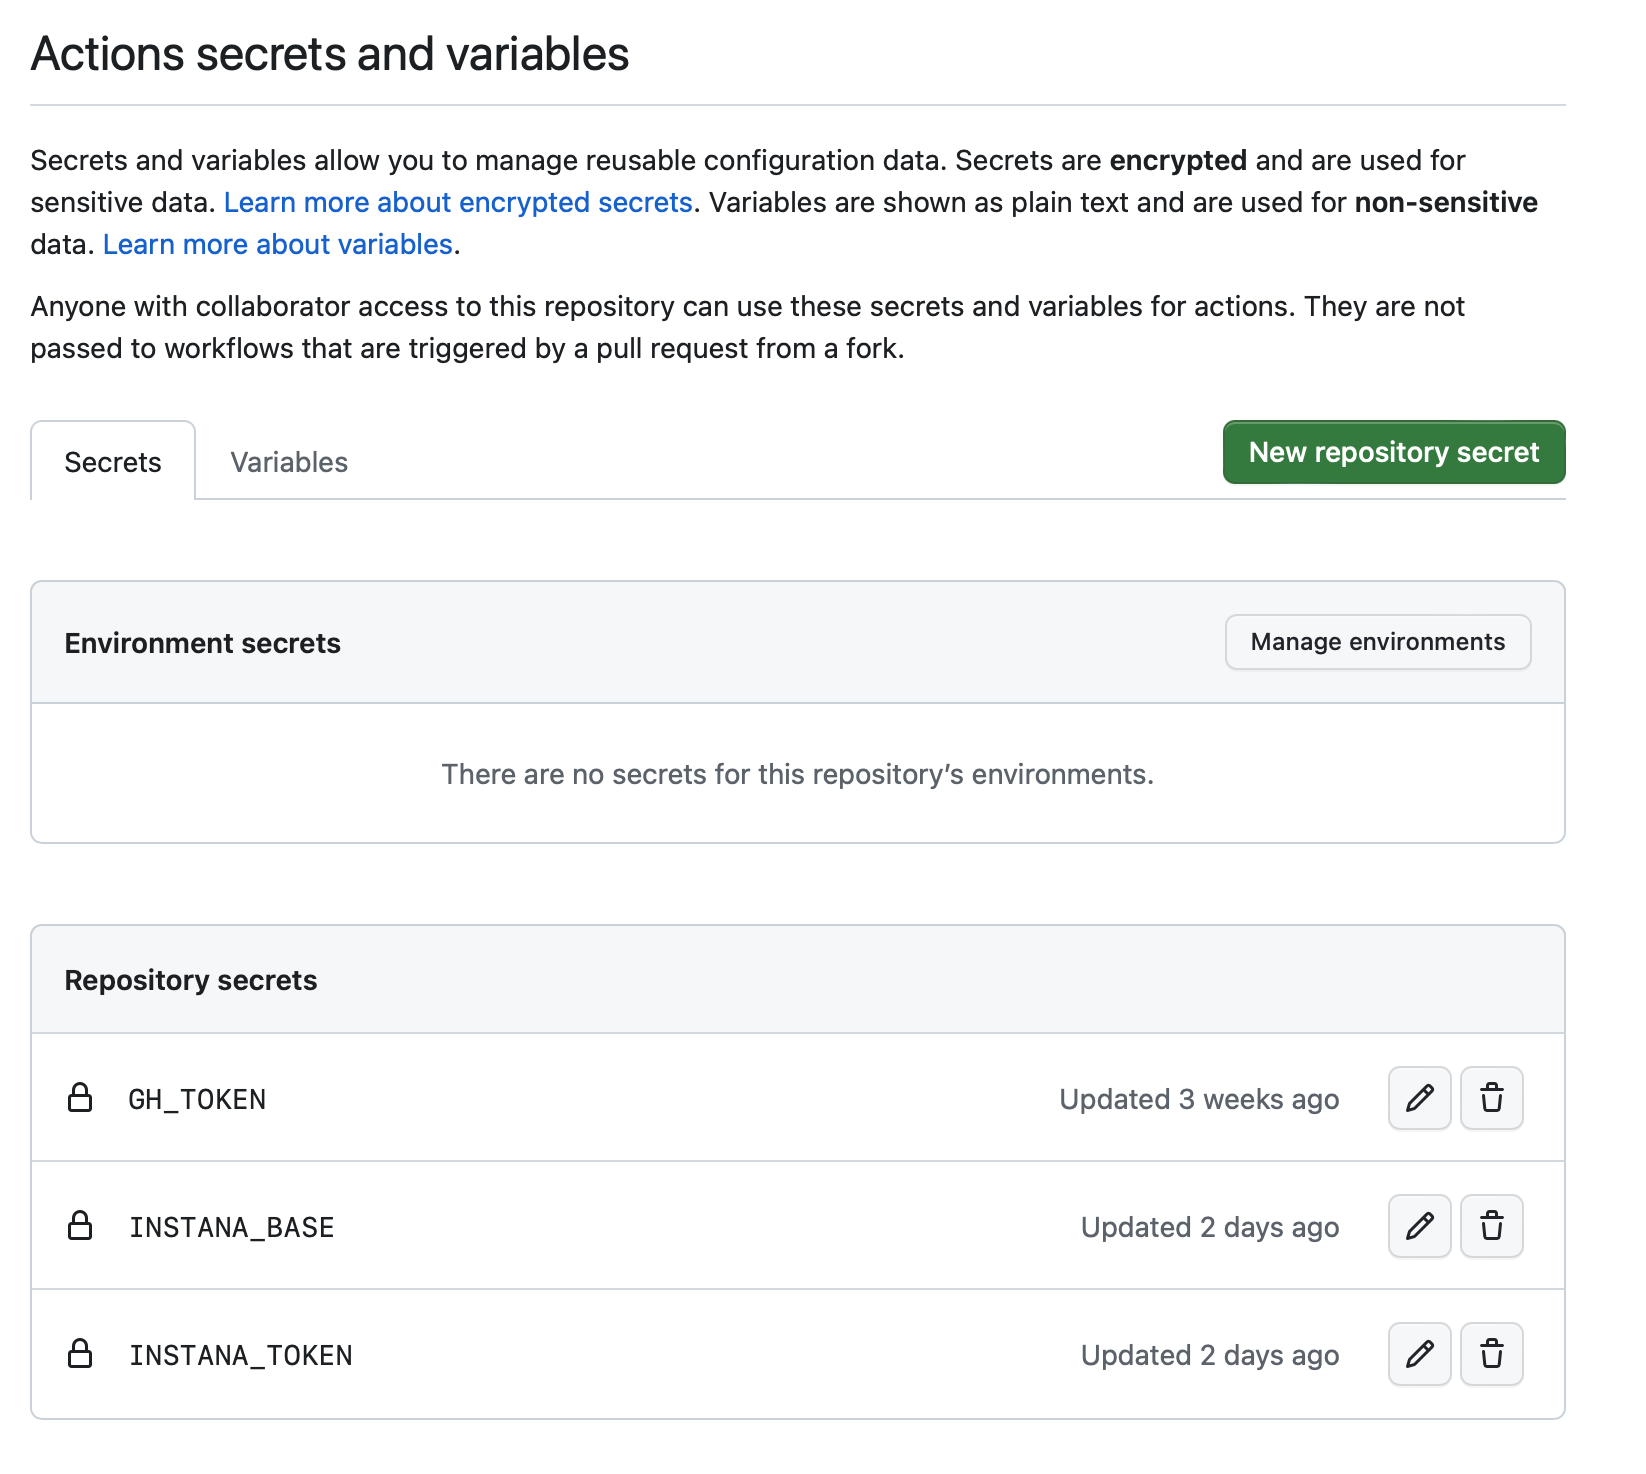 Actions secrets and variables
Secrets and variables allow you to manage reusable configuration data. Secrets are encrypted and are used for
sensitive data. Learn more about encrypted secrets. Variables are shown as plain text and are used for non-sensitive
data. Learn more about variables.
Anyone with collaborator access to this repository can use these secrets and variables for actions. They are not
passed to workflows that are triggered by a pull request from a fork.
Secrets Variables New repository secret
Environment secrets Manage environments
There are no secrets for this repository’s environments.
Repository secrets
GH_TOKEN Updated 3 weeks ago
INSTANA_BASE Updated 2 days ago
INSTANA_TOKEN Updated 2 days ago